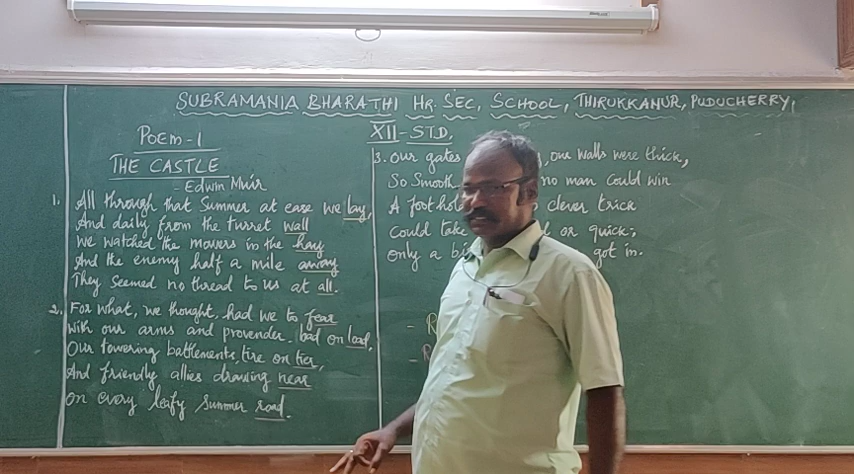 SUBRAMANIA BHARATHI HR. SEC, SCHOOL, THIRUKKANUR, PUDUCHERRY,
XII-STD,
POEM-1
THE CASTLE
- Edwin Muir
1. All through that Summer at ease we lay,
And daily from the turret wall
We watched the mowers in the hay
And the enemy half a mile away
They seemed no thread to us at all.
2. For what, we thought, had we to fear
With our arms and provender, load on load,
Our towering battlements, tire on tier,
And friendly allies drawing near
On every leafy summer road.
3. Our gates , our walls were thick,
So Smooth no man could win
A foot hold clever trick
Could take or quick;
only a got in.